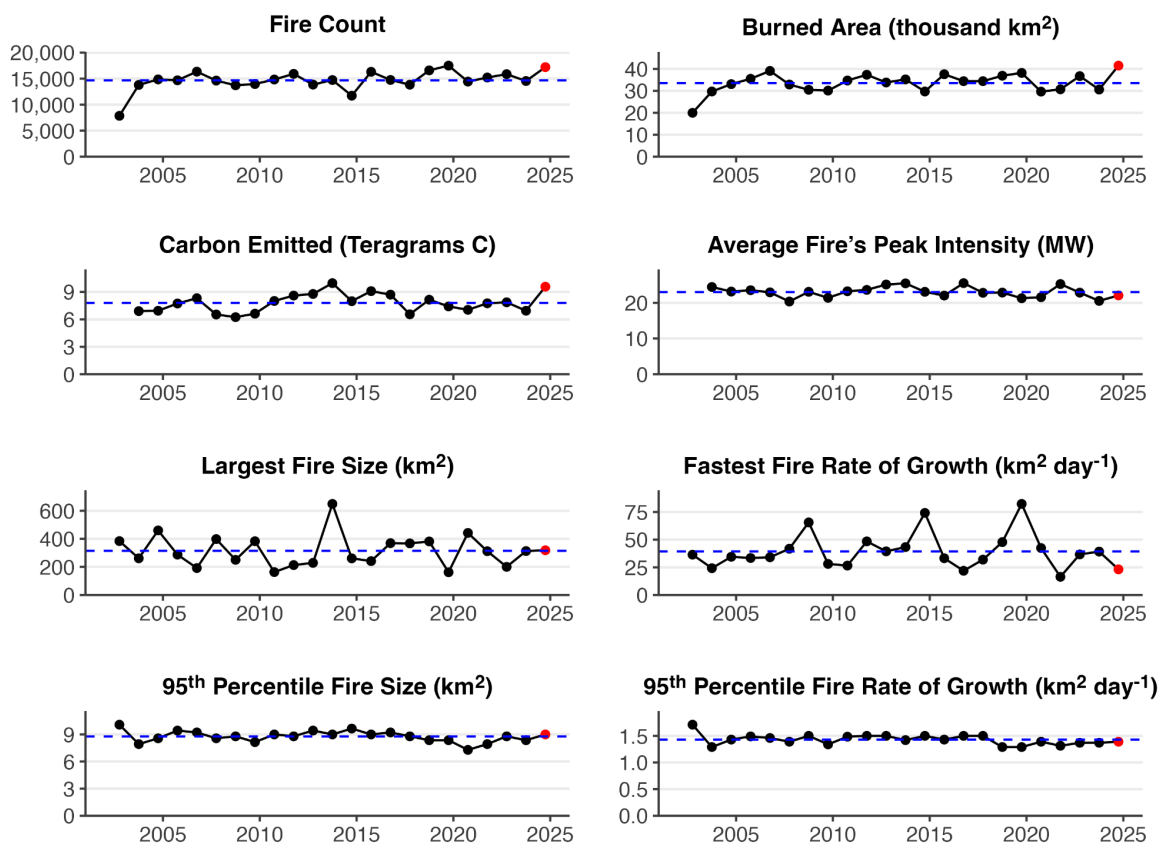 Fire Count
20,000
15,000
10,000
5,000
0
2005 2010 2015 2020 2025
Burned Area (thousand km²)
40
30
20
10
0
2005 2010 2015 2020 2025
Carbon Emitted (Teragrams C)
9
6
3
0
2005 2010 2015 2020 2025
Average Fire's Peak Intensity (MW)
20
10
0
2005 2010 2015 2020 2025
Largest Fire Size (km²)
600
400
200
0
2005 2010 2015 2020 2025
Fastest Fire Rate of Growth (km² day⁻¹)
75
50
25
0
2005 2010 2015 2020 2025
95ᵗʰ Percentile Fire Size (km²)
9
6
3
0
2005 2010 2015 2020 2025
95ᵗʰ Percentile Fire Rate of Growth (km² day⁻¹)
1.5
1.0
0.5
0.0
2005 2010 2015 2020 2025